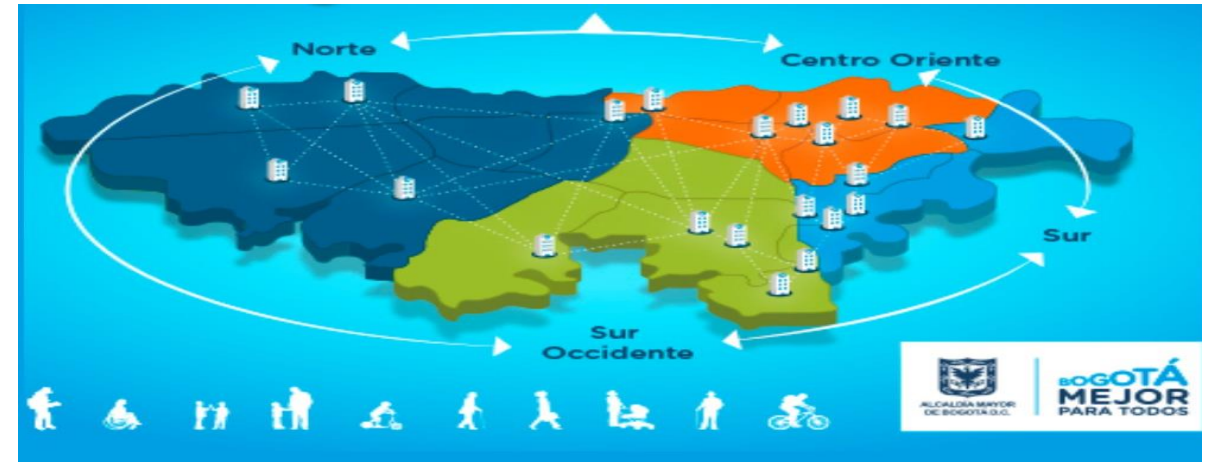 Norte
Centro Oriente
Sur
Sur
Occidente
ALCALDÍA MAYOR
DE BOGOTÁ D.C.
BOGOTÁ
MEJOR
PARA TODOS